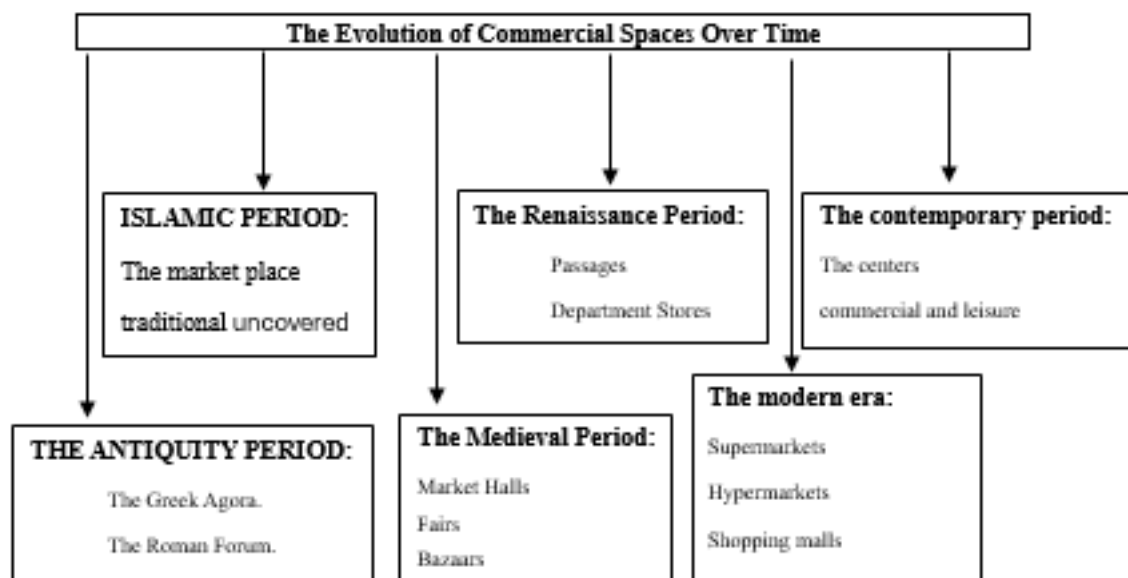 The Evolution of Commercial Spaces Over Time
ISLAMIC PERIOD:
The market place
traditional uncovered
The Renaissance Period:
Passages
Department Stores
The contemporary period:
The centers
commercial and leisure
THE ANTIQUITY PERIOD:
The Greek Agora.
The Roman Forum.
The Medieval Period:
Market Halls
Fairs
Bazaars
The modern era:
Supermarkets
Hypermarkets
Shopping malls